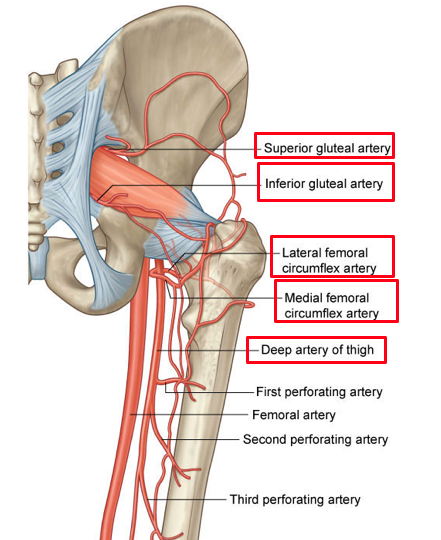 Superior gluteal artery
Inferior gluteal artery
Lateral femoral
circumflex artery
Medial femoral
circumflex artery
Deep artery of thigh
First perforating artery
Femoral artery
Second perforating artery
Third perforating artery